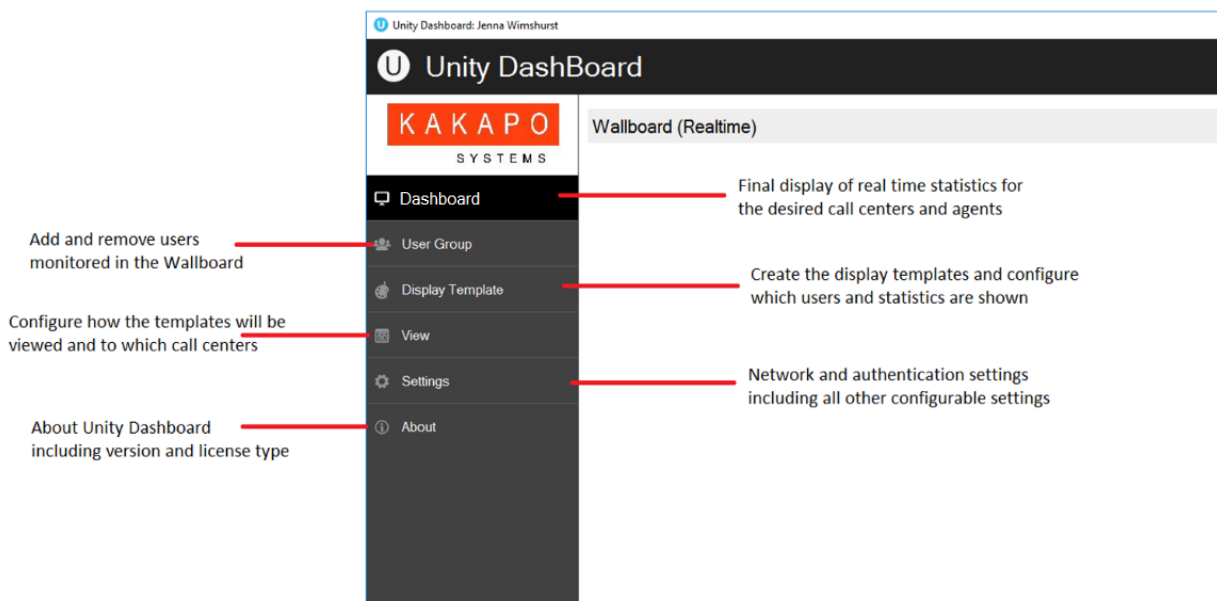 Unity Dashboard: Jenna Wimshurst
U Unity DashBoard
KAKAPO
SYSTEMS
Wallboard (Realtime)
Dashboard
Final display of real time statistics for
the desired call centers and agents
Add and remove users
monitored in the Wallboard
User Group
Display Template
Create the display templates and configure
which users and statistics are shown
Configure how the templates will be
viewed and to which call centers
View
Settings
Network and authentication settings
including all other configurable settings
About Unity Dashboard
including version and license type
About